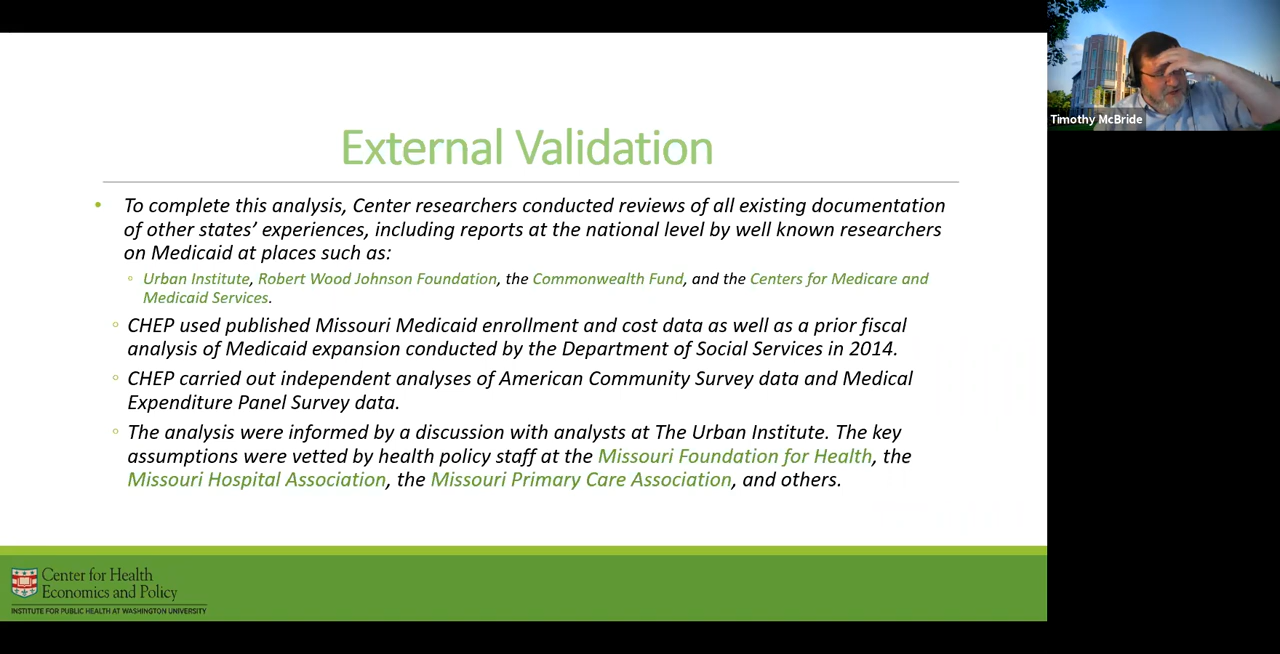 External Validation
• To complete this analysis, Center researchers conducted reviews of all existing documentation
of other states’ experiences, including reports at the national level by well known researchers
on Medicaid at places such as:
◦ Urban Institute, Robert Wood Johnson Foundation, the Commonwealth Fund, and the Centers for Medicare and
Medicaid Services.
◦ CHEP used published Missouri Medicaid enrollment and cost data as well as a prior fiscal
analysis of Medicaid expansion conducted by the Department of Social Services in 2014.
◦ CHEP carried out independent analyses of American Community Survey data and Medical
Expenditure Panel Survey data.
◦ The analysis were informed by a discussion with analysts at The Urban Institute. The key
assumptions were vetted by health policy staff at the Missouri Foundation for Health, the
Missouri Hospital Association, the Missouri Primary Care Association, and others.
Center for Health
Economics and Policy
INSTITUTE FOR PUBLIC HEALTH AT WASHINGTON UNIVERSITY
Timothy McBride